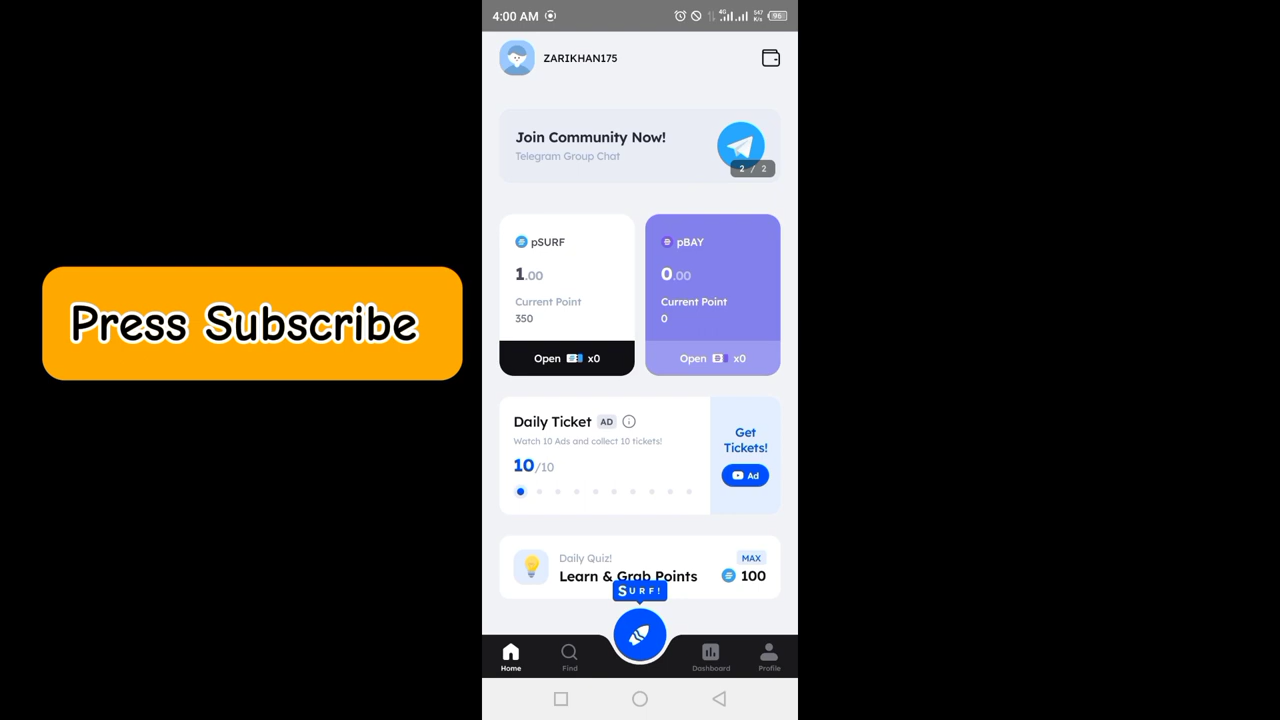 4:00 AM
4G
547
K/s
96
ZARIKHAN175
Join Community Now!
Telegram Group Chat
2 / 2
pSURF
1.00
Current Point
350
Open x0
pBAY
0.00
Current Point
0
Open x0
Press Subscribe
Daily Ticket AD
Watch 10 Ads and collect 10 tickets!
10/10
Get
Tickets!
Ad
Daily Quiz!
Learn & Grab Points
MAX
100
SURF!
Home
Find
Dashboard
Profile